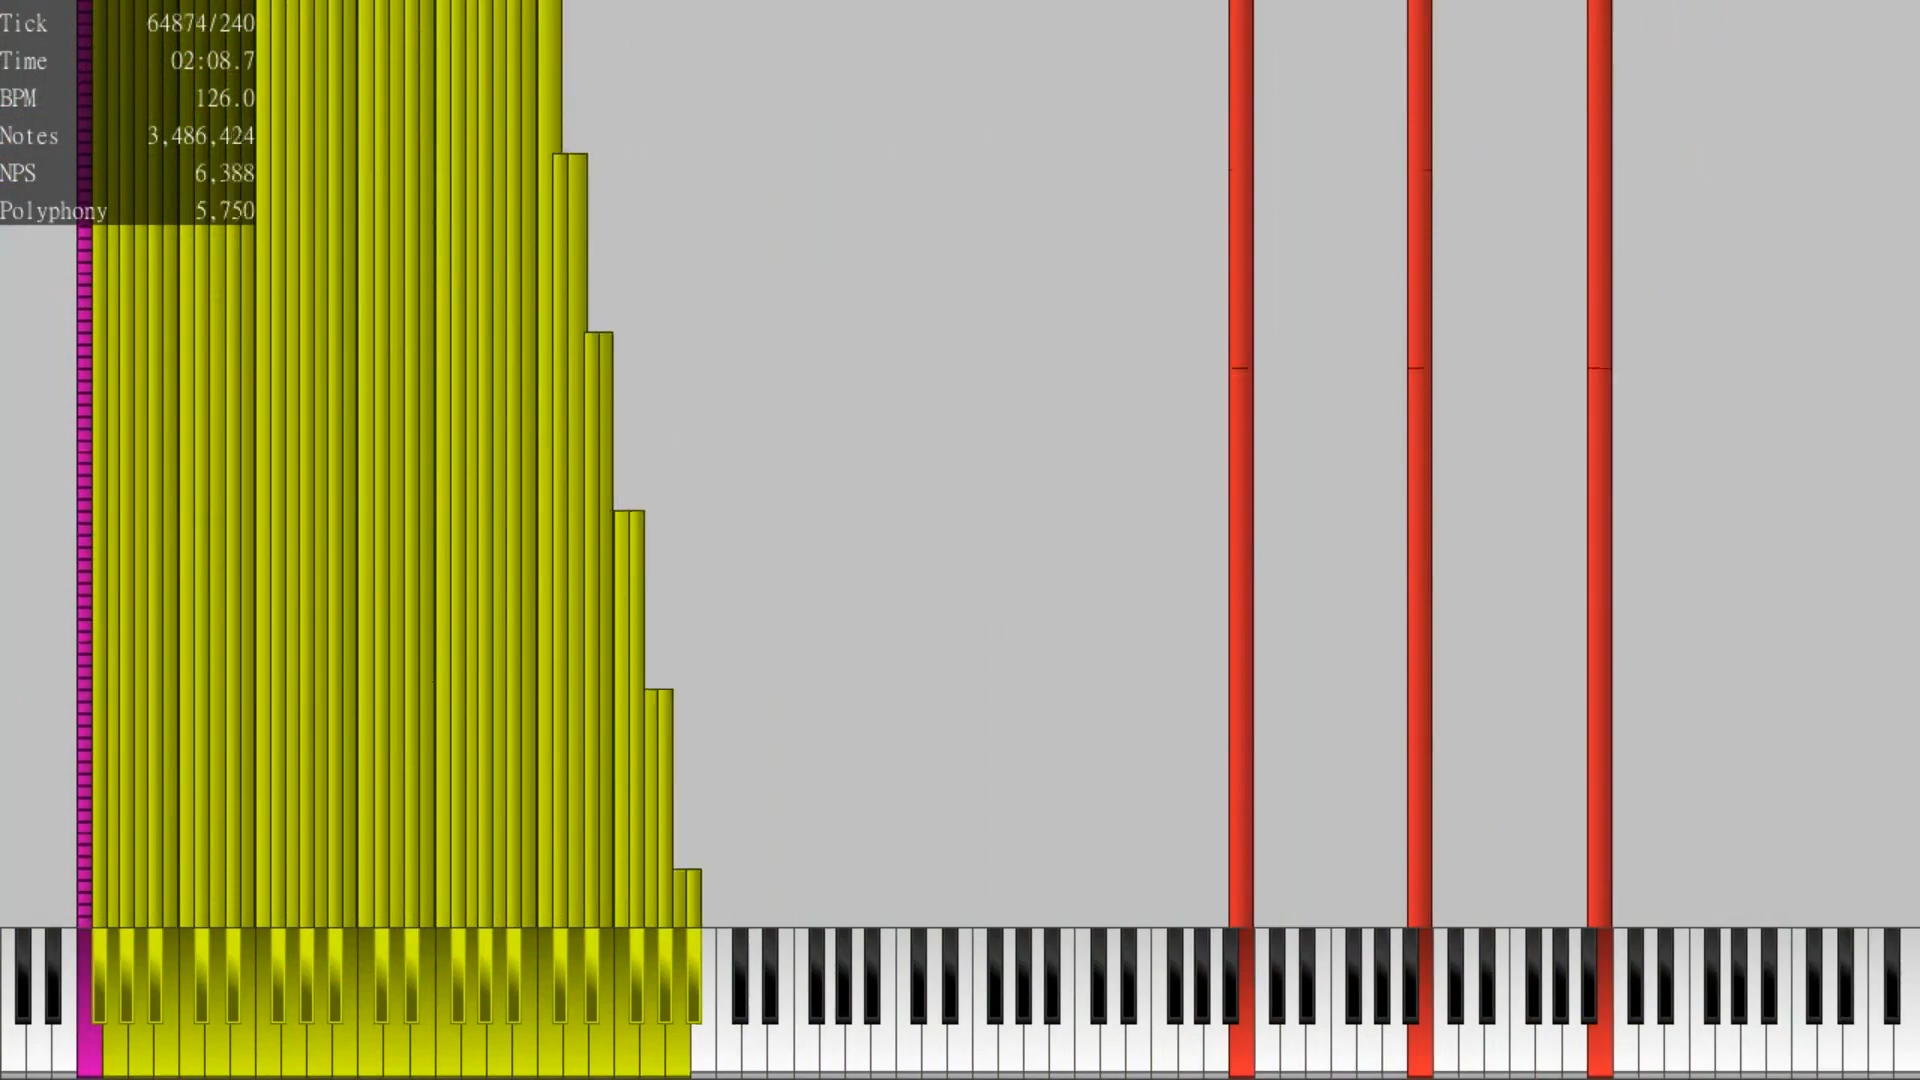 Tick 64874/240
Time 02:08.7
BPM 126.0
Notes 3,486,424
NPS 6,388
Polyphony 5,750